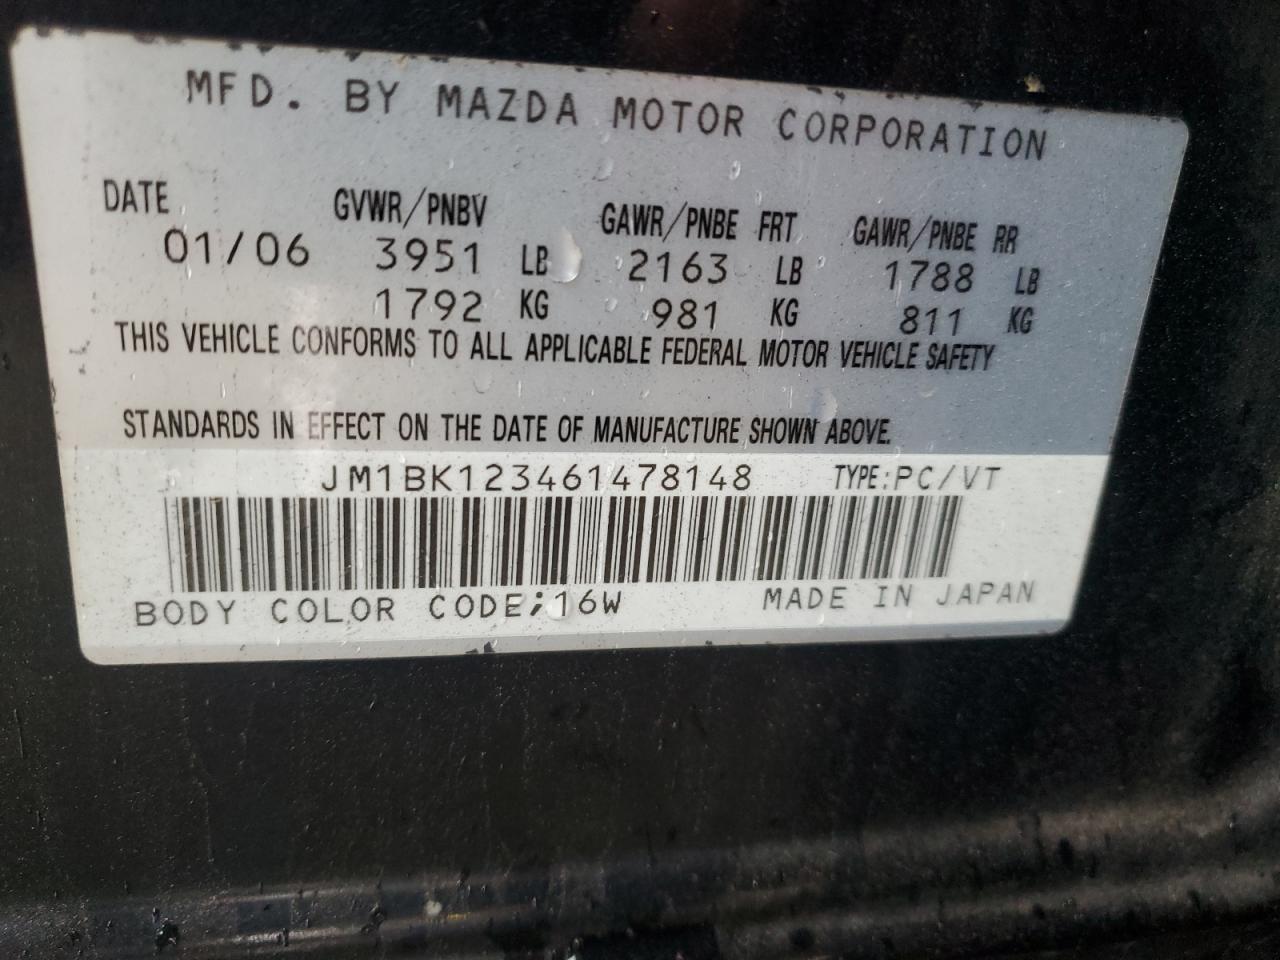 MFD. BY MAZDA MOTOR CORPORATION
DATE GVWR/PNBV GAWR/PNBE FRT GAWR/PNBE RR
01/06 3951 LB 2163 LB 1788 LB
1792 KG 981 KG 811 KG
THIS VEHICLE CONFORMS TO ALL APPLICABLE FEDERAL MOTOR VEHICLE SAFETY
STANDARDS IN EFFECT ON THE DATE OF MANUFACTURE SHOWN ABOVE.
JM1BK123461478148 TYPE:PC/VT
BODY COLOR CODE;16W MADE IN JAPAN